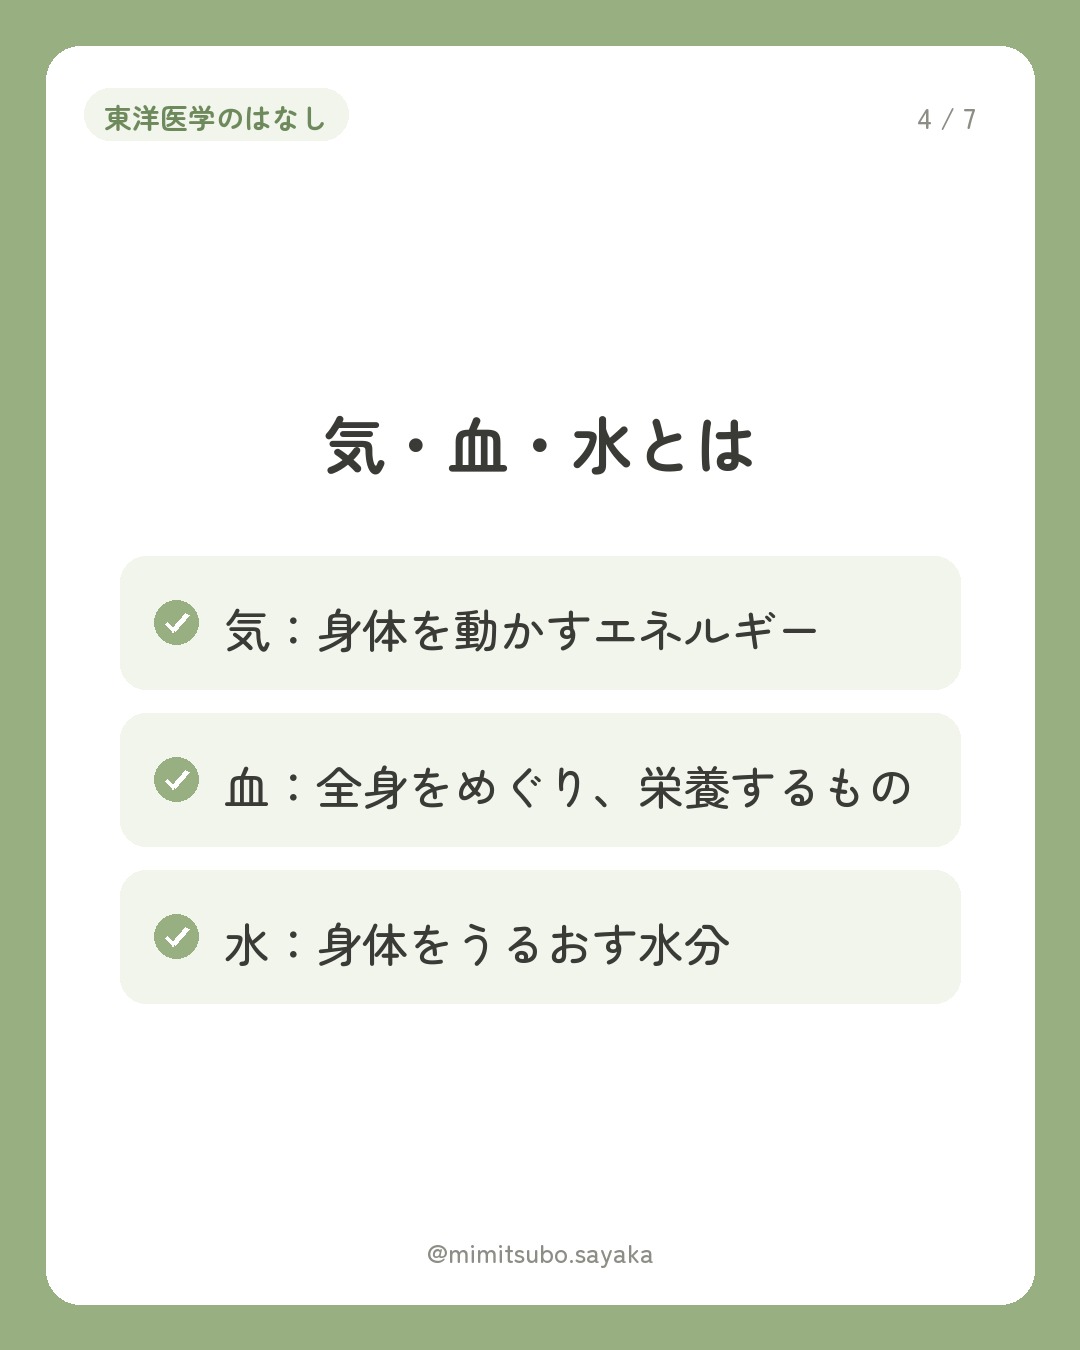 東洋医学のはなし
4 / 7
気・血・水とは
気：身体を動かすエネルギー
血：全身をめぐり、栄養するもの
水：身体をうるおす水分
@mimitsubo.sayaka